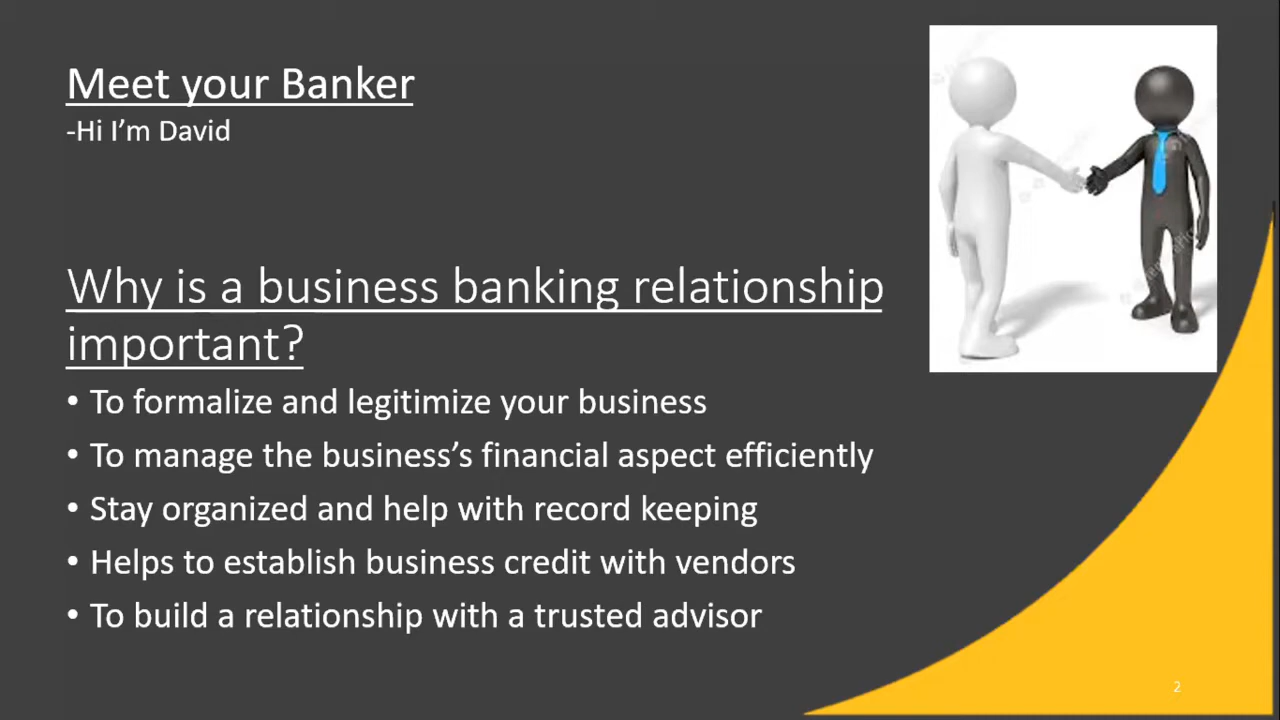 Meet your Banker
-Hi I’m David
Why is a business banking relationship
important?
• To formalize and legitimize your business
• To manage the business’s financial aspect efficiently
• Stay organized and help with record keeping
• Helps to establish business credit with vendors
• To build a relationship with a trusted advisor
2